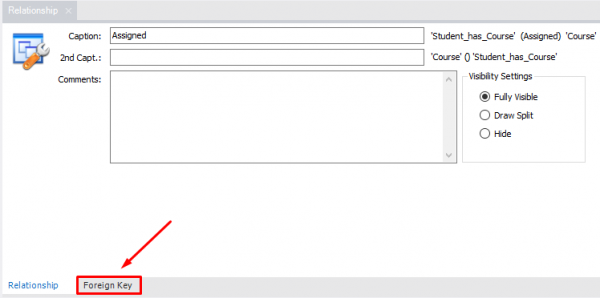 Relationship ×
Caption: Assigned 'Student_has_Course' (Assigned) 'Course'
2nd Capt.: 'Course' () 'Student_has_Course'
Comments:
Visibility Settings
Fully Visible
Draw Split
Hide
Relationship Foreign Key